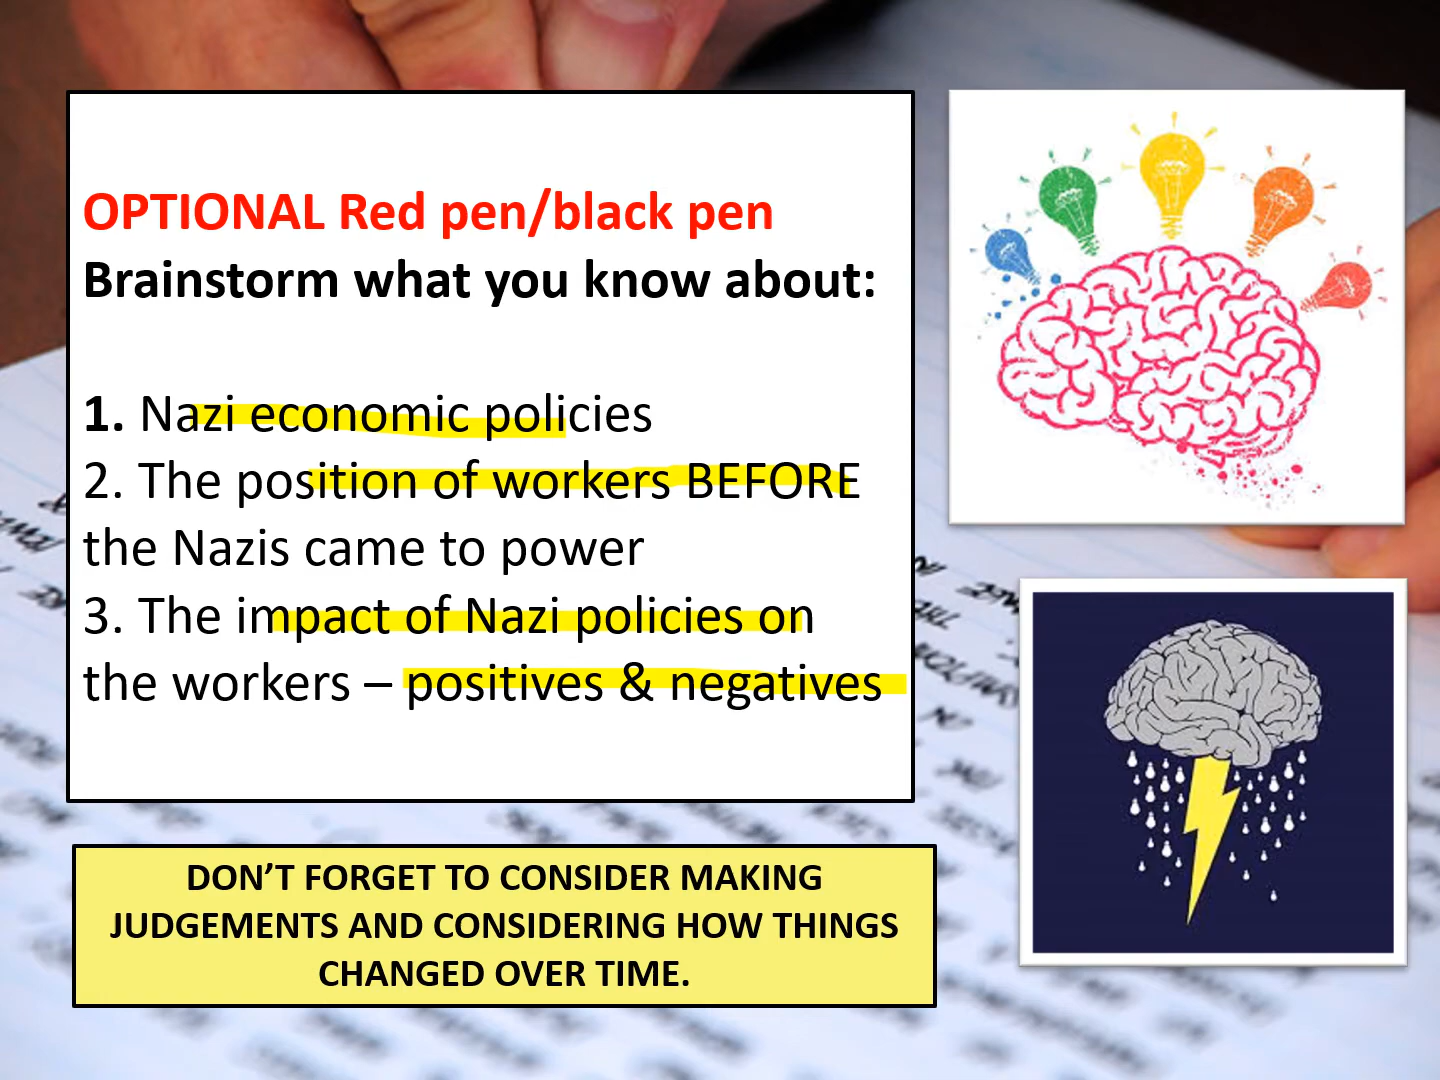 OPTIONAL Red pen/black pen
Brainstorm what you know about:
1. Nazi economic policies
2. The position of workers BEFORE
the Nazis came to power
3. The impact of Nazi policies on
the workers – positives & negatives
DON’T FORGET TO CONSIDER MAKING
JUDGEMENTS AND CONSIDERING HOW THINGS
CHANGED OVER TIME.